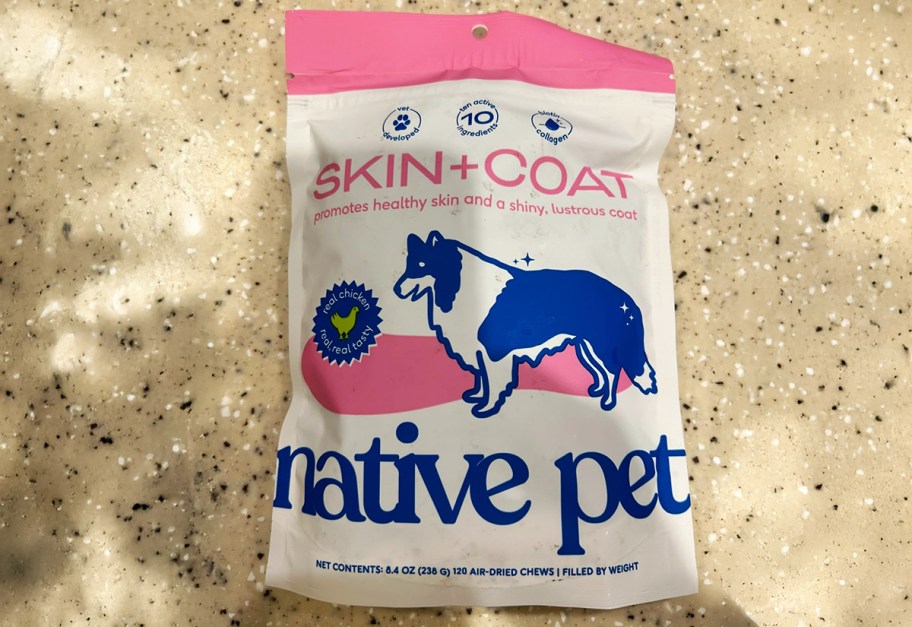 vet
developed
ten active
10
ingredients
biotin
collagen
SKIN+COAT
promotes healthy skin and a shiny, lustrous coat
real chicken
real, real tasty
native pet
NET CONTENTS: 8.4 OZ (238 G) 120 AIR-DRIED CHEWS | FILLED BY WEIGHT